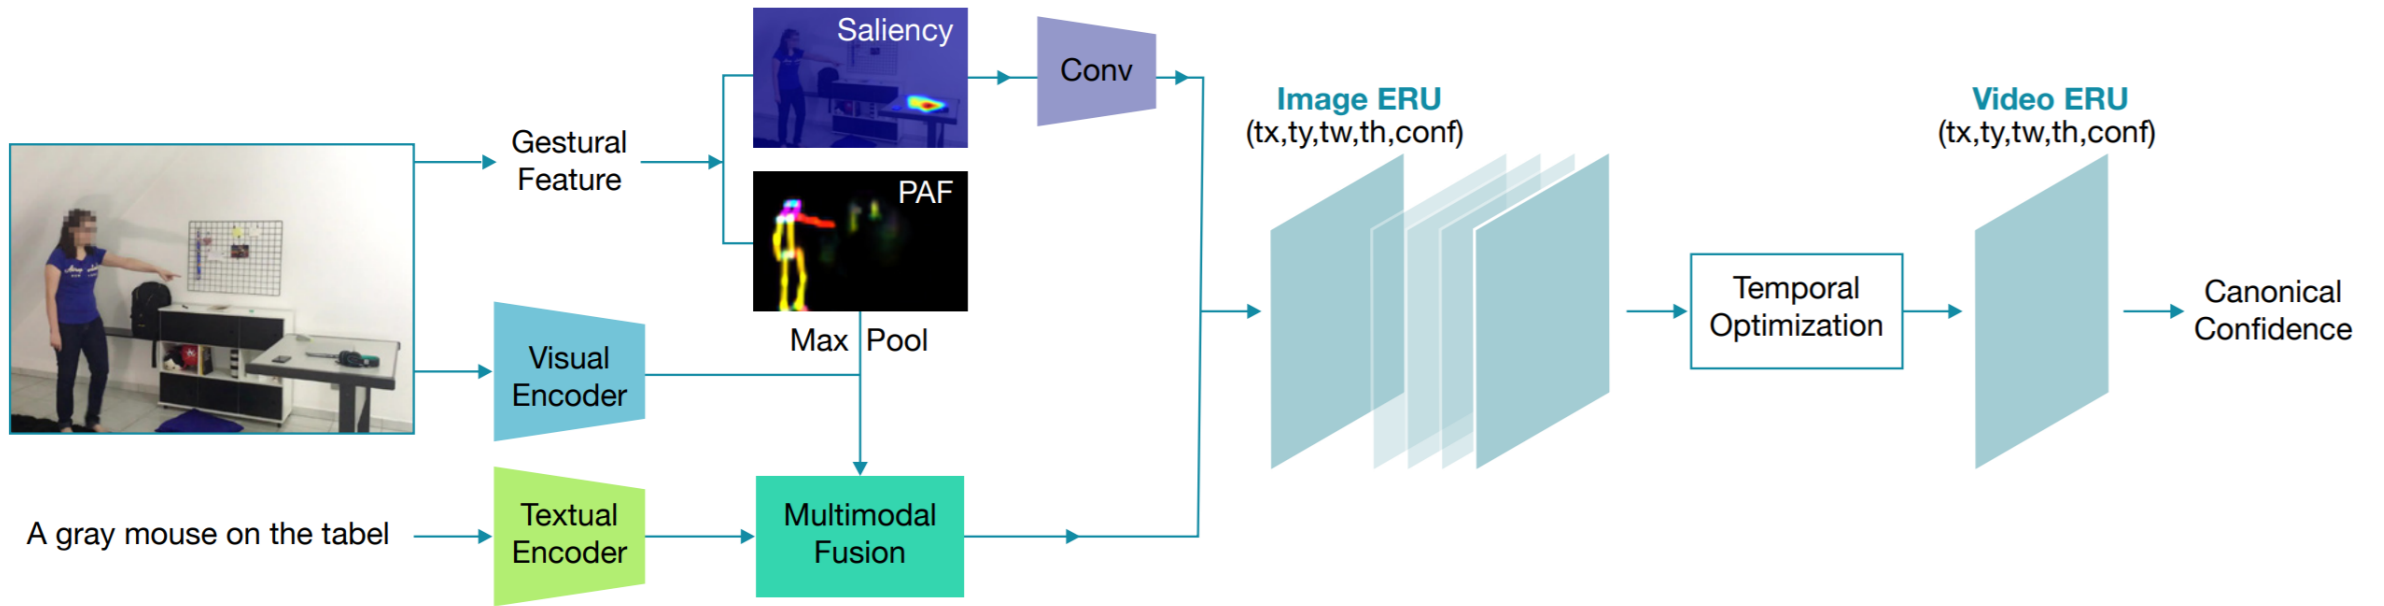 Saliency
Conv
Gestural
Feature
PAF
Image ERU
(tx,ty,tw,th,conf)
Video ERU
(tx,ty,tw,th,conf)
Max Pool
Visual
Encoder
Temporal
Optimization
Canonical
Confidence
A gray mouse on the tabel
Textual
Encoder
Multimodal
Fusion